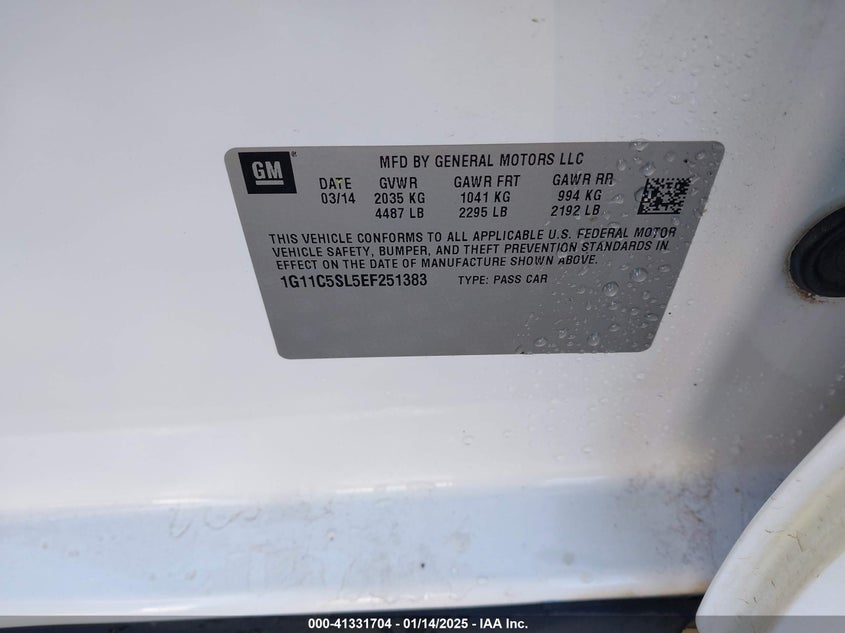 GM ®
MFD BY GENERAL MOTORS LLC
DATE GVWR GAWR FRT GAWR RR
03/14 2035 KG 1041 KG 994 KG
4487 LB 2295 LB 2192 LB
THIS VEHICLE CONFORMS TO ALL APPLICABLE U.S. FEDERAL MOTOR
VEHICLE SAFETY, BUMPER, AND THEFT PREVENTION STANDARDS IN
EFFECT ON THE DATE OF MANUFACTURE SHOWN ABOVE.
1G11C5SL5EF251383 TYPE: PASS CAR
000-41331704 - 01/14/2025 - IAA Inc.